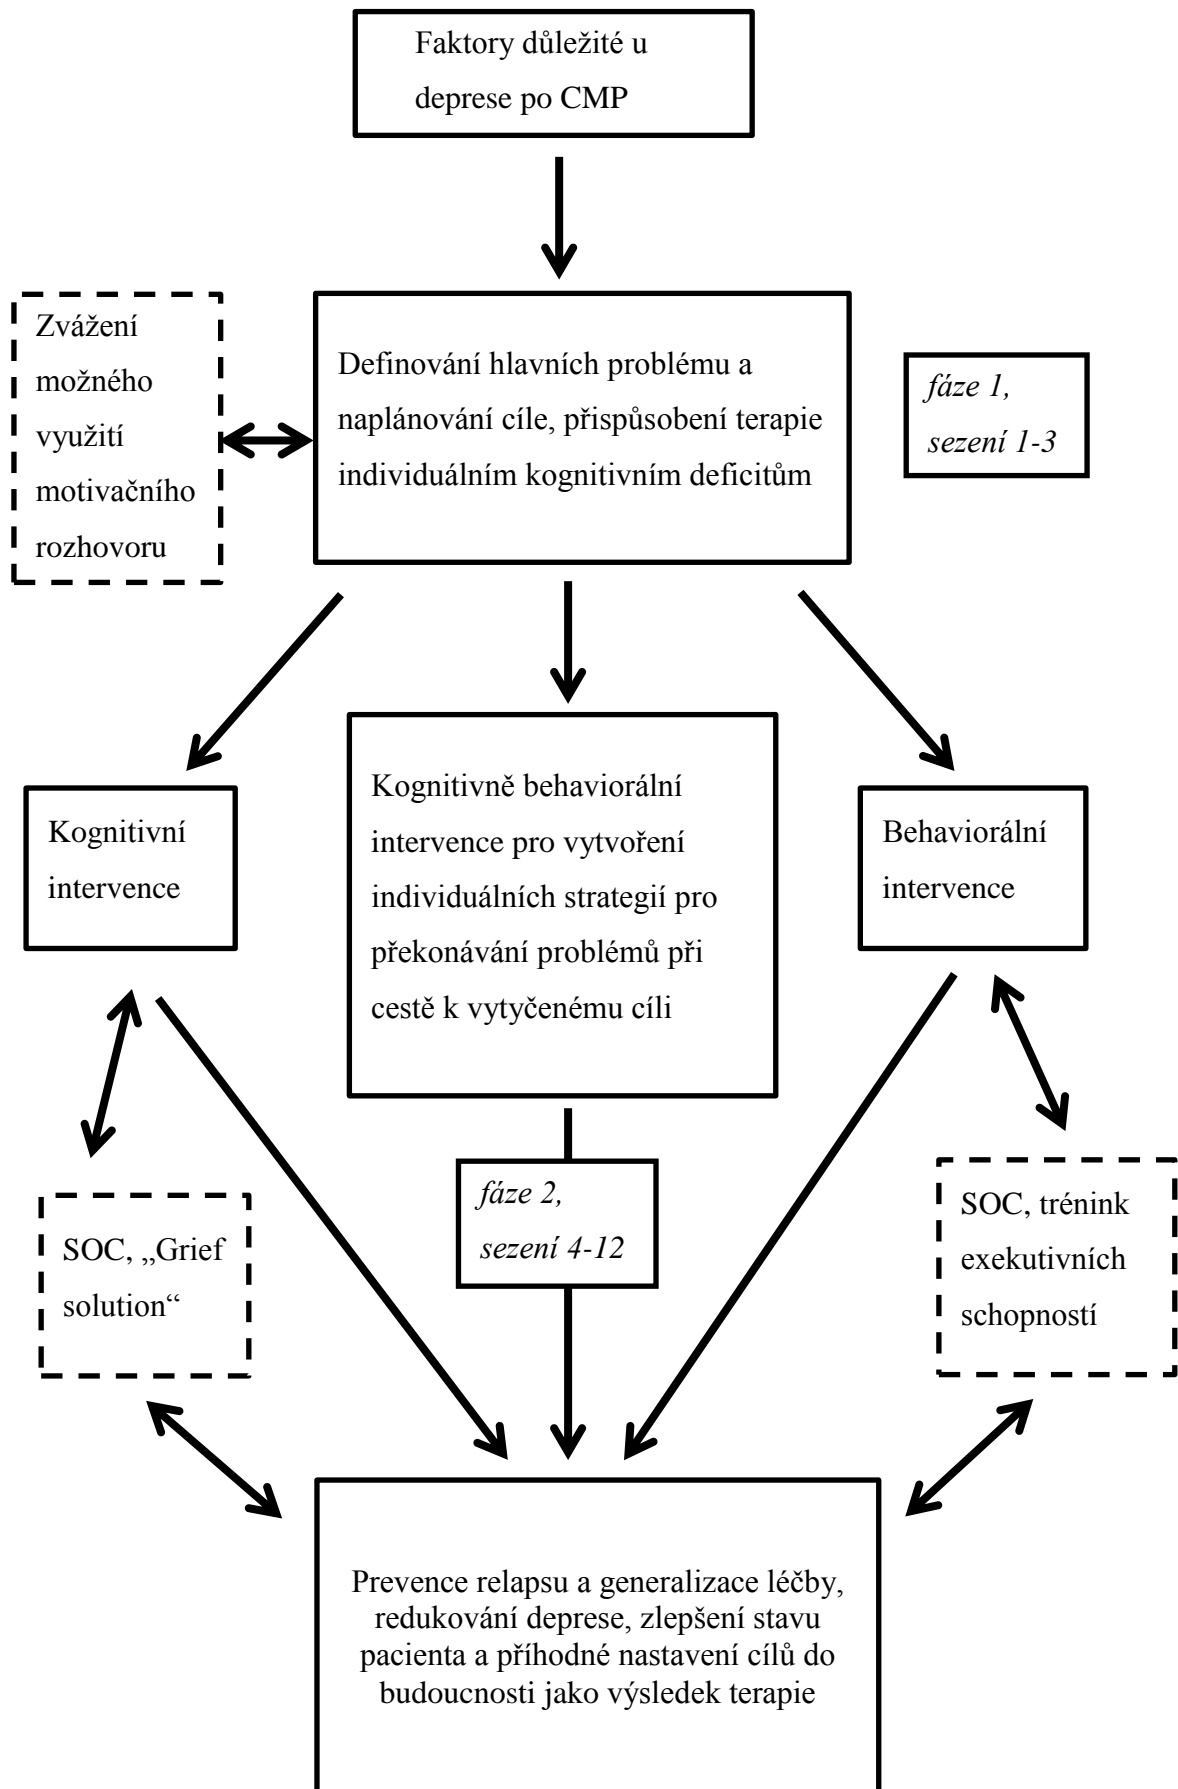 Faktory důležité u
deprese po CMP
Zvážení
možného
využití
motivačního
rozhovoru
Definování hlavních problému a
naplánování cíle, přispůsobení terapie
individuálním kognitivním deficitům
fáze 1,
sezení 1-3
Kognitivní
intervence
Kognitivně behaviorální
intervence pro vytvoření
individuálních strategií pro
překonávání problémů při
cestě k vytyčenému cíli
Behaviorální
intervence
SOC, „Grief
solution“
fáze 2,
sezení 4-12
SOC, trénink
exekutivních
schopností
Prevence relapsu a generalizace léčby,
redukování deprese, zlepšení stavu
pacienta a příhodné nastavení cílů do
budoucnosti jako výsledek terapie